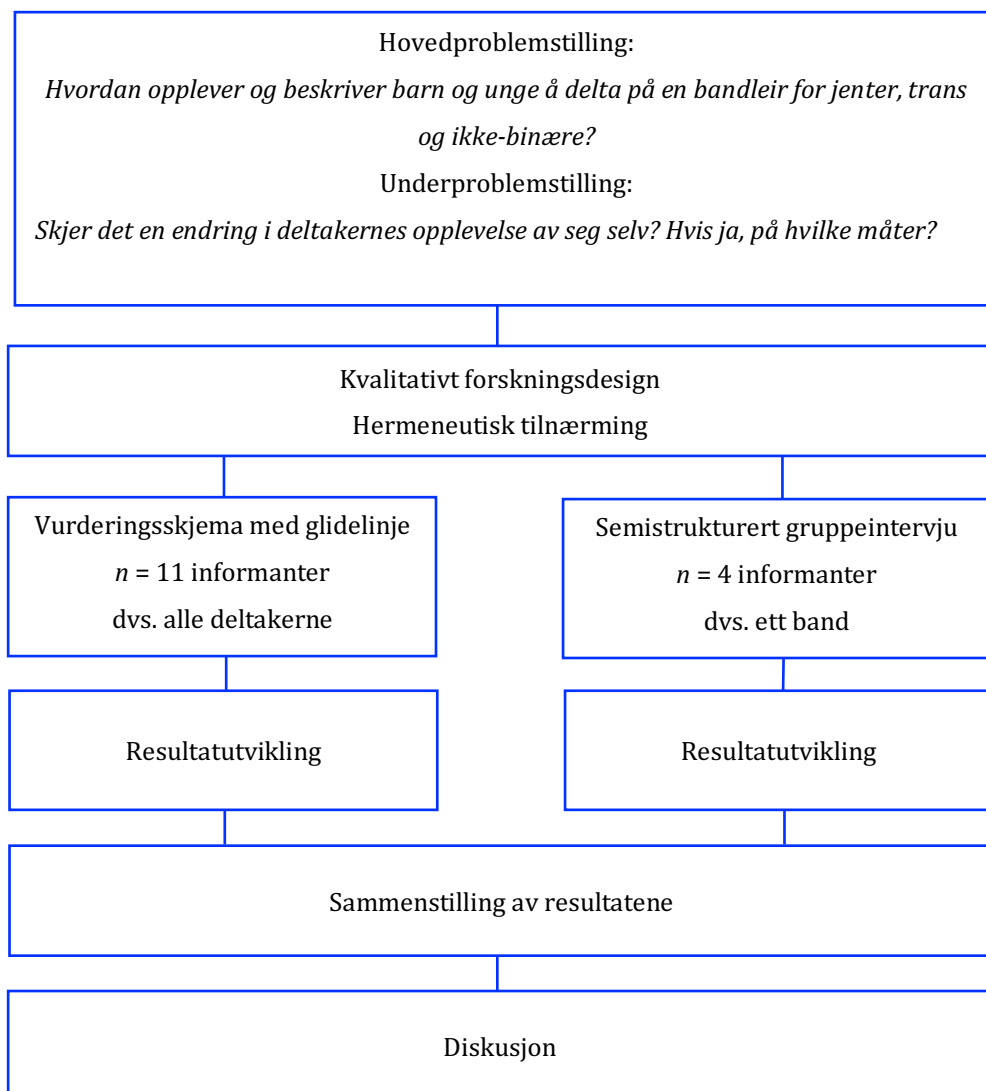 Hovedproblemstilling:
Hvordan opplever og beskriver barn og unge å delta på en bandleir for jenter, trans
og ikke-binære?
Underproblemstilling:
Skjer det en endring i deltakernes opplevelse av seg selv? Hvis ja, på hvilke måter?
Kvalitativt forskningsdesign
Hermeneutisk tilnærming
Vurderingsskjema med glidelinje
n = 11 informanter
dvs. alle deltakerne
Semistrukturert gruppeintervju
n = 4 informanter
dvs. ett band
Resultatutvikling
Resultatutvikling
Sammenstilling av resultatene
Diskusjon